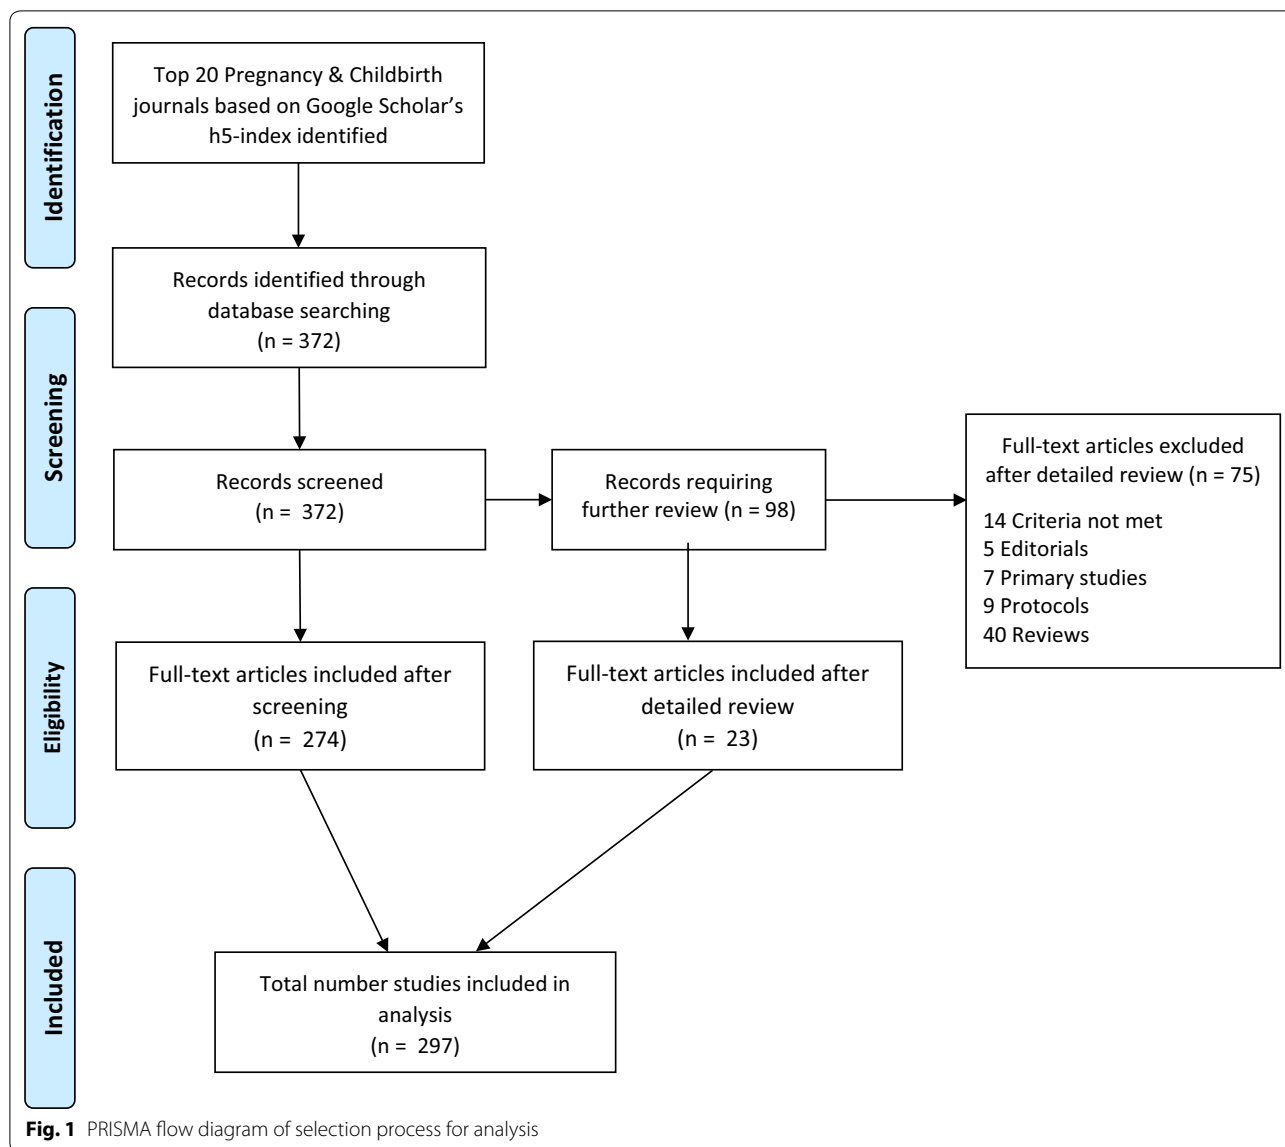 Identification
Top 20 Pregnancy & Childbirth
journals based on Google Scholar’s
h5-index identified
Records identified through
database searching
(n = 372)
Screening
Records screened
(n = 372)
Records requiring
further review (n = 98)
Full-text articles excluded
after detailed review (n = 75)
14 Criteria not met
5 Editorials
7 Primary studies
9 Protocols
40 Reviews
Eligibility
Full-text articles included after
screening
(n = 274)
Full-text articles included after
detailed review
(n = 23)
Included
Total number studies included in
analysis
(n = 297)
Fig. 1 PRISMA flow diagram of selection process for analysis